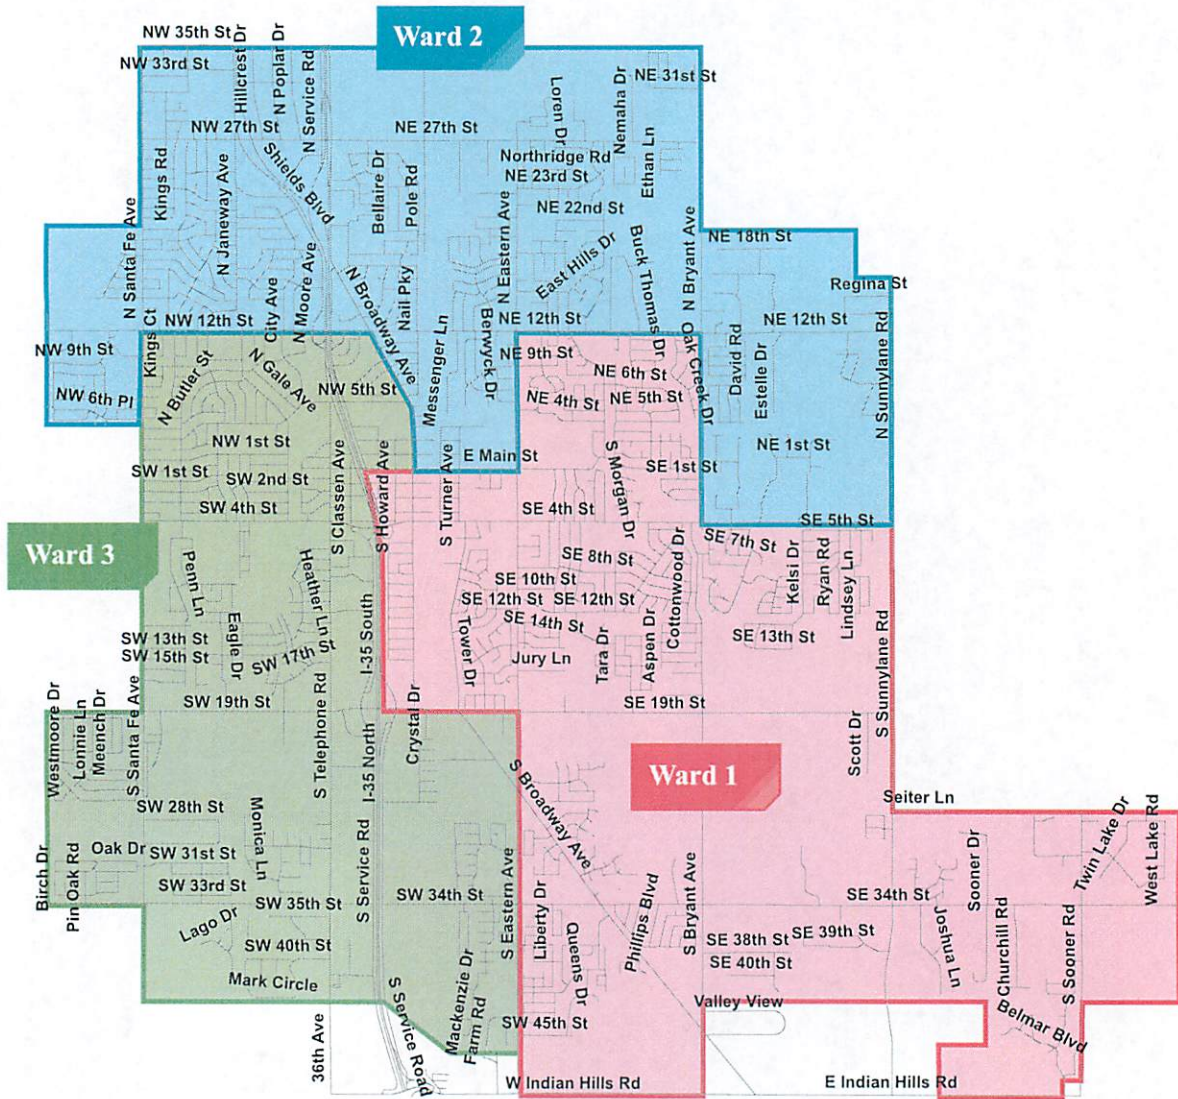 NW 35th St
Hillcrest Dr
N Poplar Dr
N Service Rd
Ward 2
NW 33rd St
Loren Dr
Nemaha Dr
NE 31st St
NW 27th St
NE 27th St
Shields Blvd
Kings Rd
N Janeway Ave
Bellaire Dr
Pole Rd
Northridge Rd
NE 23rd St
Ethan Ln
NE 22nd St
N Santa Fe Ave
N Moore Ave
City Ave
N Broadway Ave
Nail Pky
N Eastern Ave
East Hills Dr
Buck Thomas Dr
N Bryant Ave
NE 18th St
Regina St
NW 12th St
Messenger Ln
Berwyck Dr
NE 12th St
NE 12th St
NW 9th St
Kings Ct
NE 9th St
Oak Creek Dr
David Rd
Estelle Dr
N Sunnylane Rd
N Butler St
N Gale Ave
NW 5th St
NE 6th St
NW 6th Pl
NE 4th St
NE 5th St
NW 1st St
NE 1st St
E Main St
SW 1st St
SW 2nd St
S Classen Ave
S Howard Ave
S Turner Ave
S Morgan Dr
SE 1st St
SW 4th St
SE 4th St
SE 5th St
Ward 3
Penn Ln
Heather Ln
SE 7th St
SE 8th St
Cottonwood Dr
Kelsi Dr
Ryan Rd
Lindsey Ln
SE 10th St
SE 12th St
SE 12th St
Eagle Dr
I-35 South
SW 13th St
SE 14th St
SE 13th St
SW 15th St
SW 17th St
Tower Dr
Jury Ln
Tara Dr
Aspen Dr
S Sunnylane Rd
SW 19th St
SE 19th St
Westmoore Dr
Lonnie Ln
Meench Dr
S Santa Fe Ave
S Telephone Rd
I-35 North
Crystal Dr
Scott Dr
Ward 1
S Broadway Ave
Seiter Ln
SW 28th St
Monica Ln
Twin Lake Dr
West Lake Rd
Birch Dr
Pin Oak Rd
Oak Dr
SW 31st St
S Service Rd
Sooner Dr
SW 33rd St
SW 34th St
SE 34th St
SW 35th St
S Eastern Ave
Liberty Dr
Queens Dr
Phillips Blvd
S Bryant Ave
Lago Dr
SE 38th St
SE 39th St
Joshua Ln
Churchill Rd
S Sooner Rd
SW 40th St
SE 40th St
Mark Circle
Mackenzie Dr
Farm Rd
Valley View
Belmar Blvd
SW 45th St
36th Ave
S Service Road
W Indian Hills Rd
E Indian Hills Rd